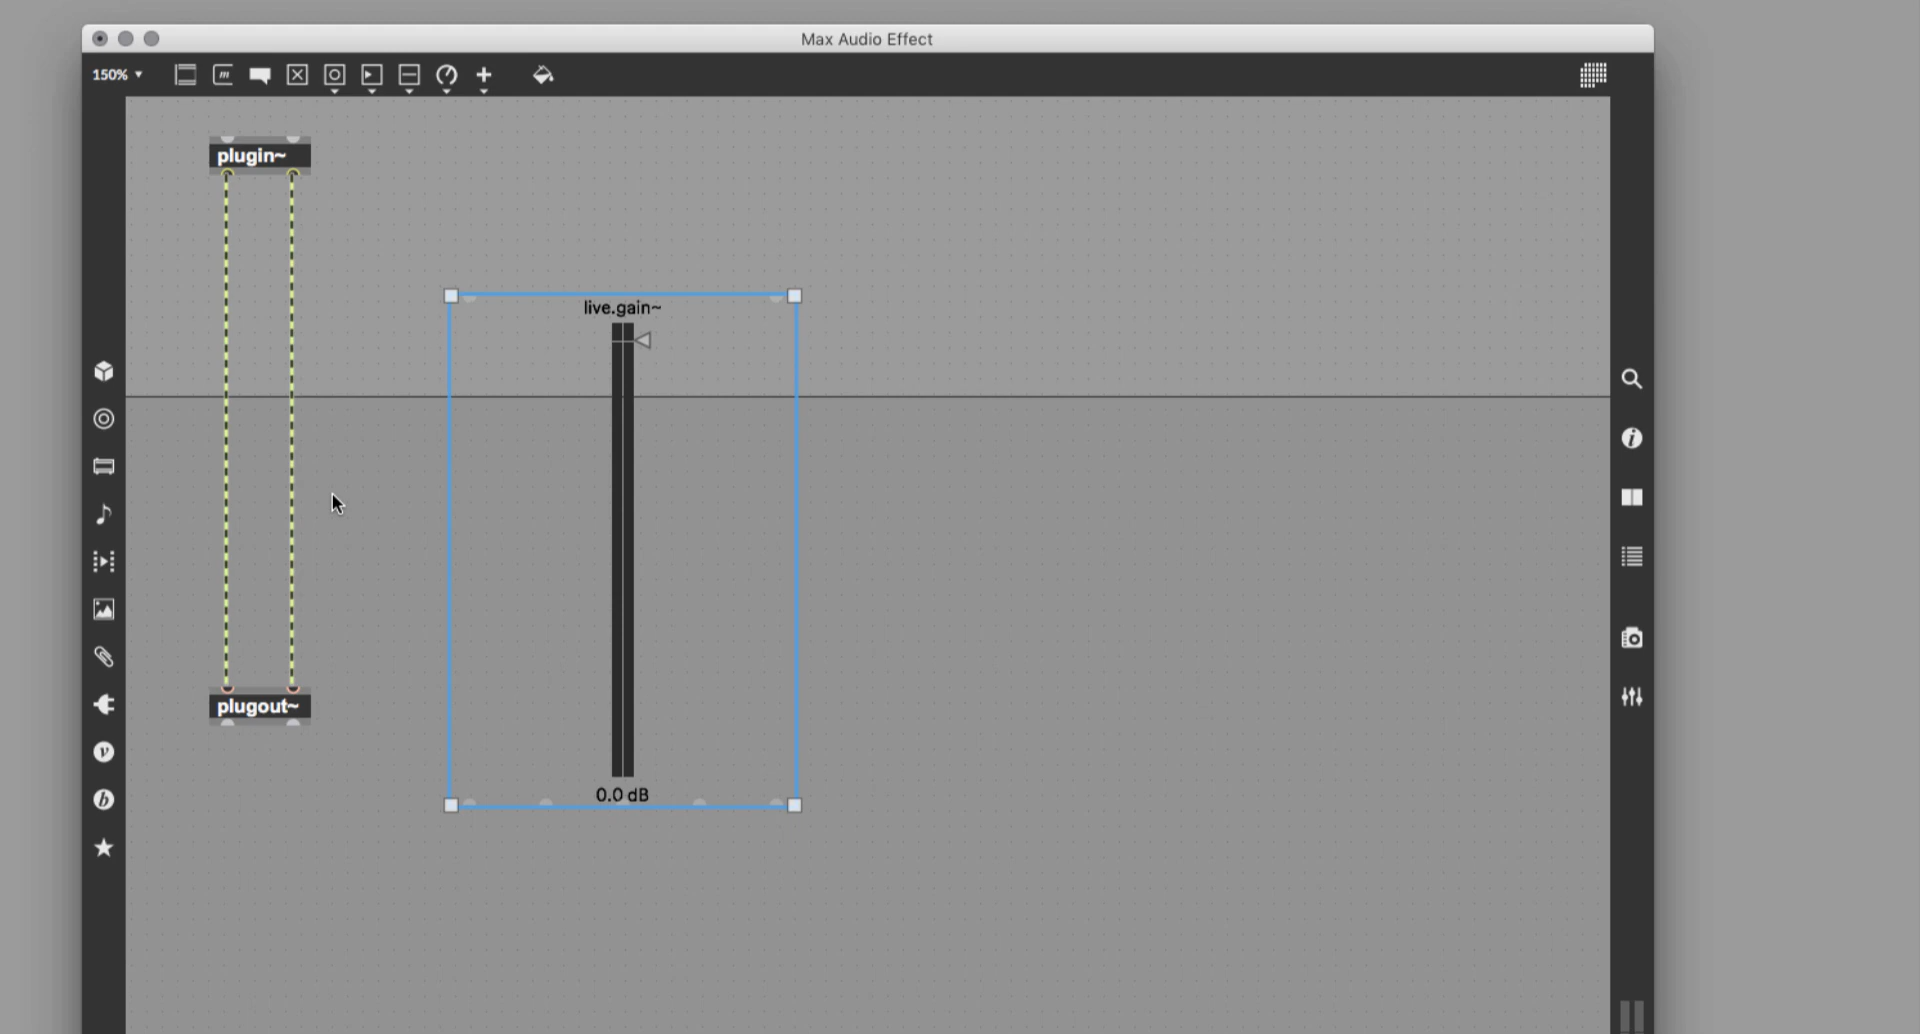 Max Audio Effect
150%
plugin~
live.gain~
plugout~
0.0 dB